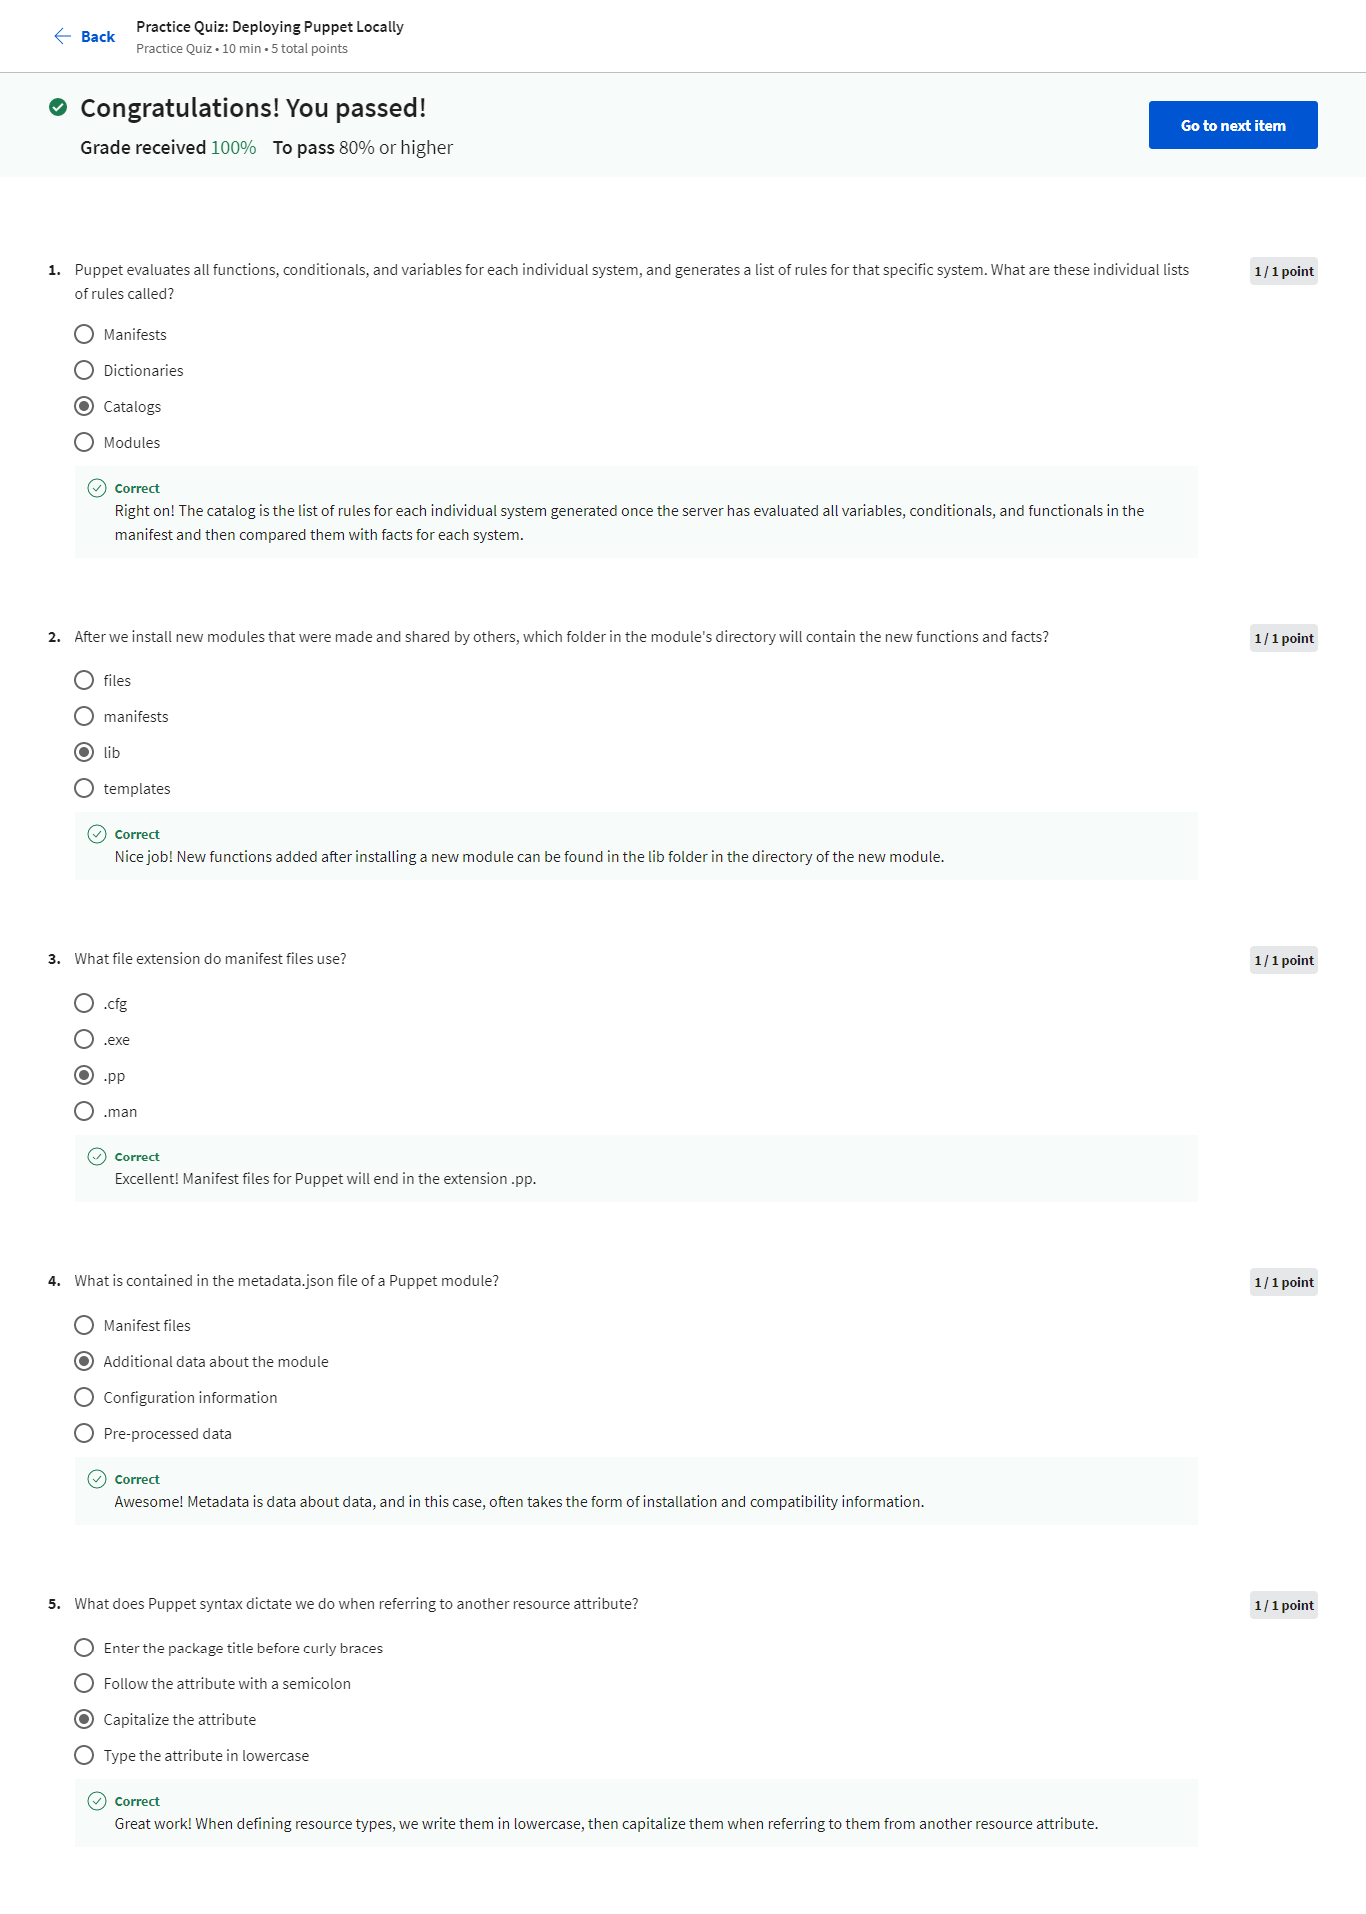 Back
Practice Quiz: Deploying Puppet Locally
Practice Quiz • 10 min • 5 total points
Congratulations! You passed!
Grade received 100% To pass 80% or higher
Go to next item
1. Puppet evaluates all functions, conditionals, and variables for each individual system, and generates a list of rules for that specific system. What are these individual lists
of rules called?
1 / 1 point
Manifests
Dictionaries
Catalogs
Modules
Correct
Right on! The catalog is the list of rules for each individual system generated once the server has evaluated all variables, conditionals, and functionals in the
manifest and then compared them with facts for each system.
2. After we install new modules that were made and shared by others, which folder in the module's directory will contain the new functions and facts?
1 / 1 point
files
manifests
lib
templates
Correct
Nice job! New functions added after installing a new module can be found in the lib folder in the directory of the new module.
3. What file extension do manifest files use?
1 / 1 point
.cfg
.exe
.pp
.man
Correct
Excellent! Manifest files for Puppet will end in the extension .pp.
4. What is contained in the metadata.json file of a Puppet module?
1 / 1 point
Manifest files
Additional data about the module
Configuration information
Pre-processed data
Correct
Awesome! Metadata is data about data, and in this case, often takes the form of installation and compatibility information.
5. What does Puppet syntax dictate we do when referring to another resource attribute?
1 / 1 point
Enter the package title before curly braces
Follow the attribute with a semicolon
Capitalize the attribute
Type the attribute in lowercase
Correct
Great work! When defining resource types, we write them in lowercase, then capitalize them when referring to them from another resource attribute.